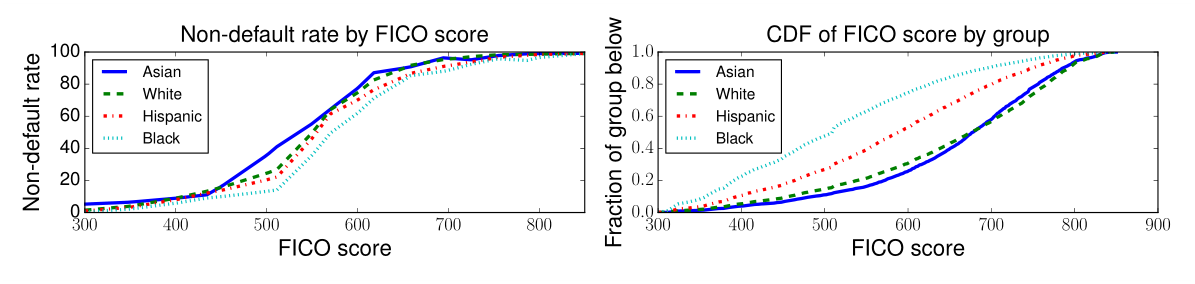 Non-default rate by FICO score
Non-default rate
100
80
60
40
20
0
Asian
White
Hispanic
Black
300 400 500 600 700 800
FICO score
CDF of FICO score by group
Fraction of group below
1.0
0.8
0.6
0.4
0.2
0.0
Asian
White
Hispanic
Black
300 400 500 600 700 800 900
FICO score